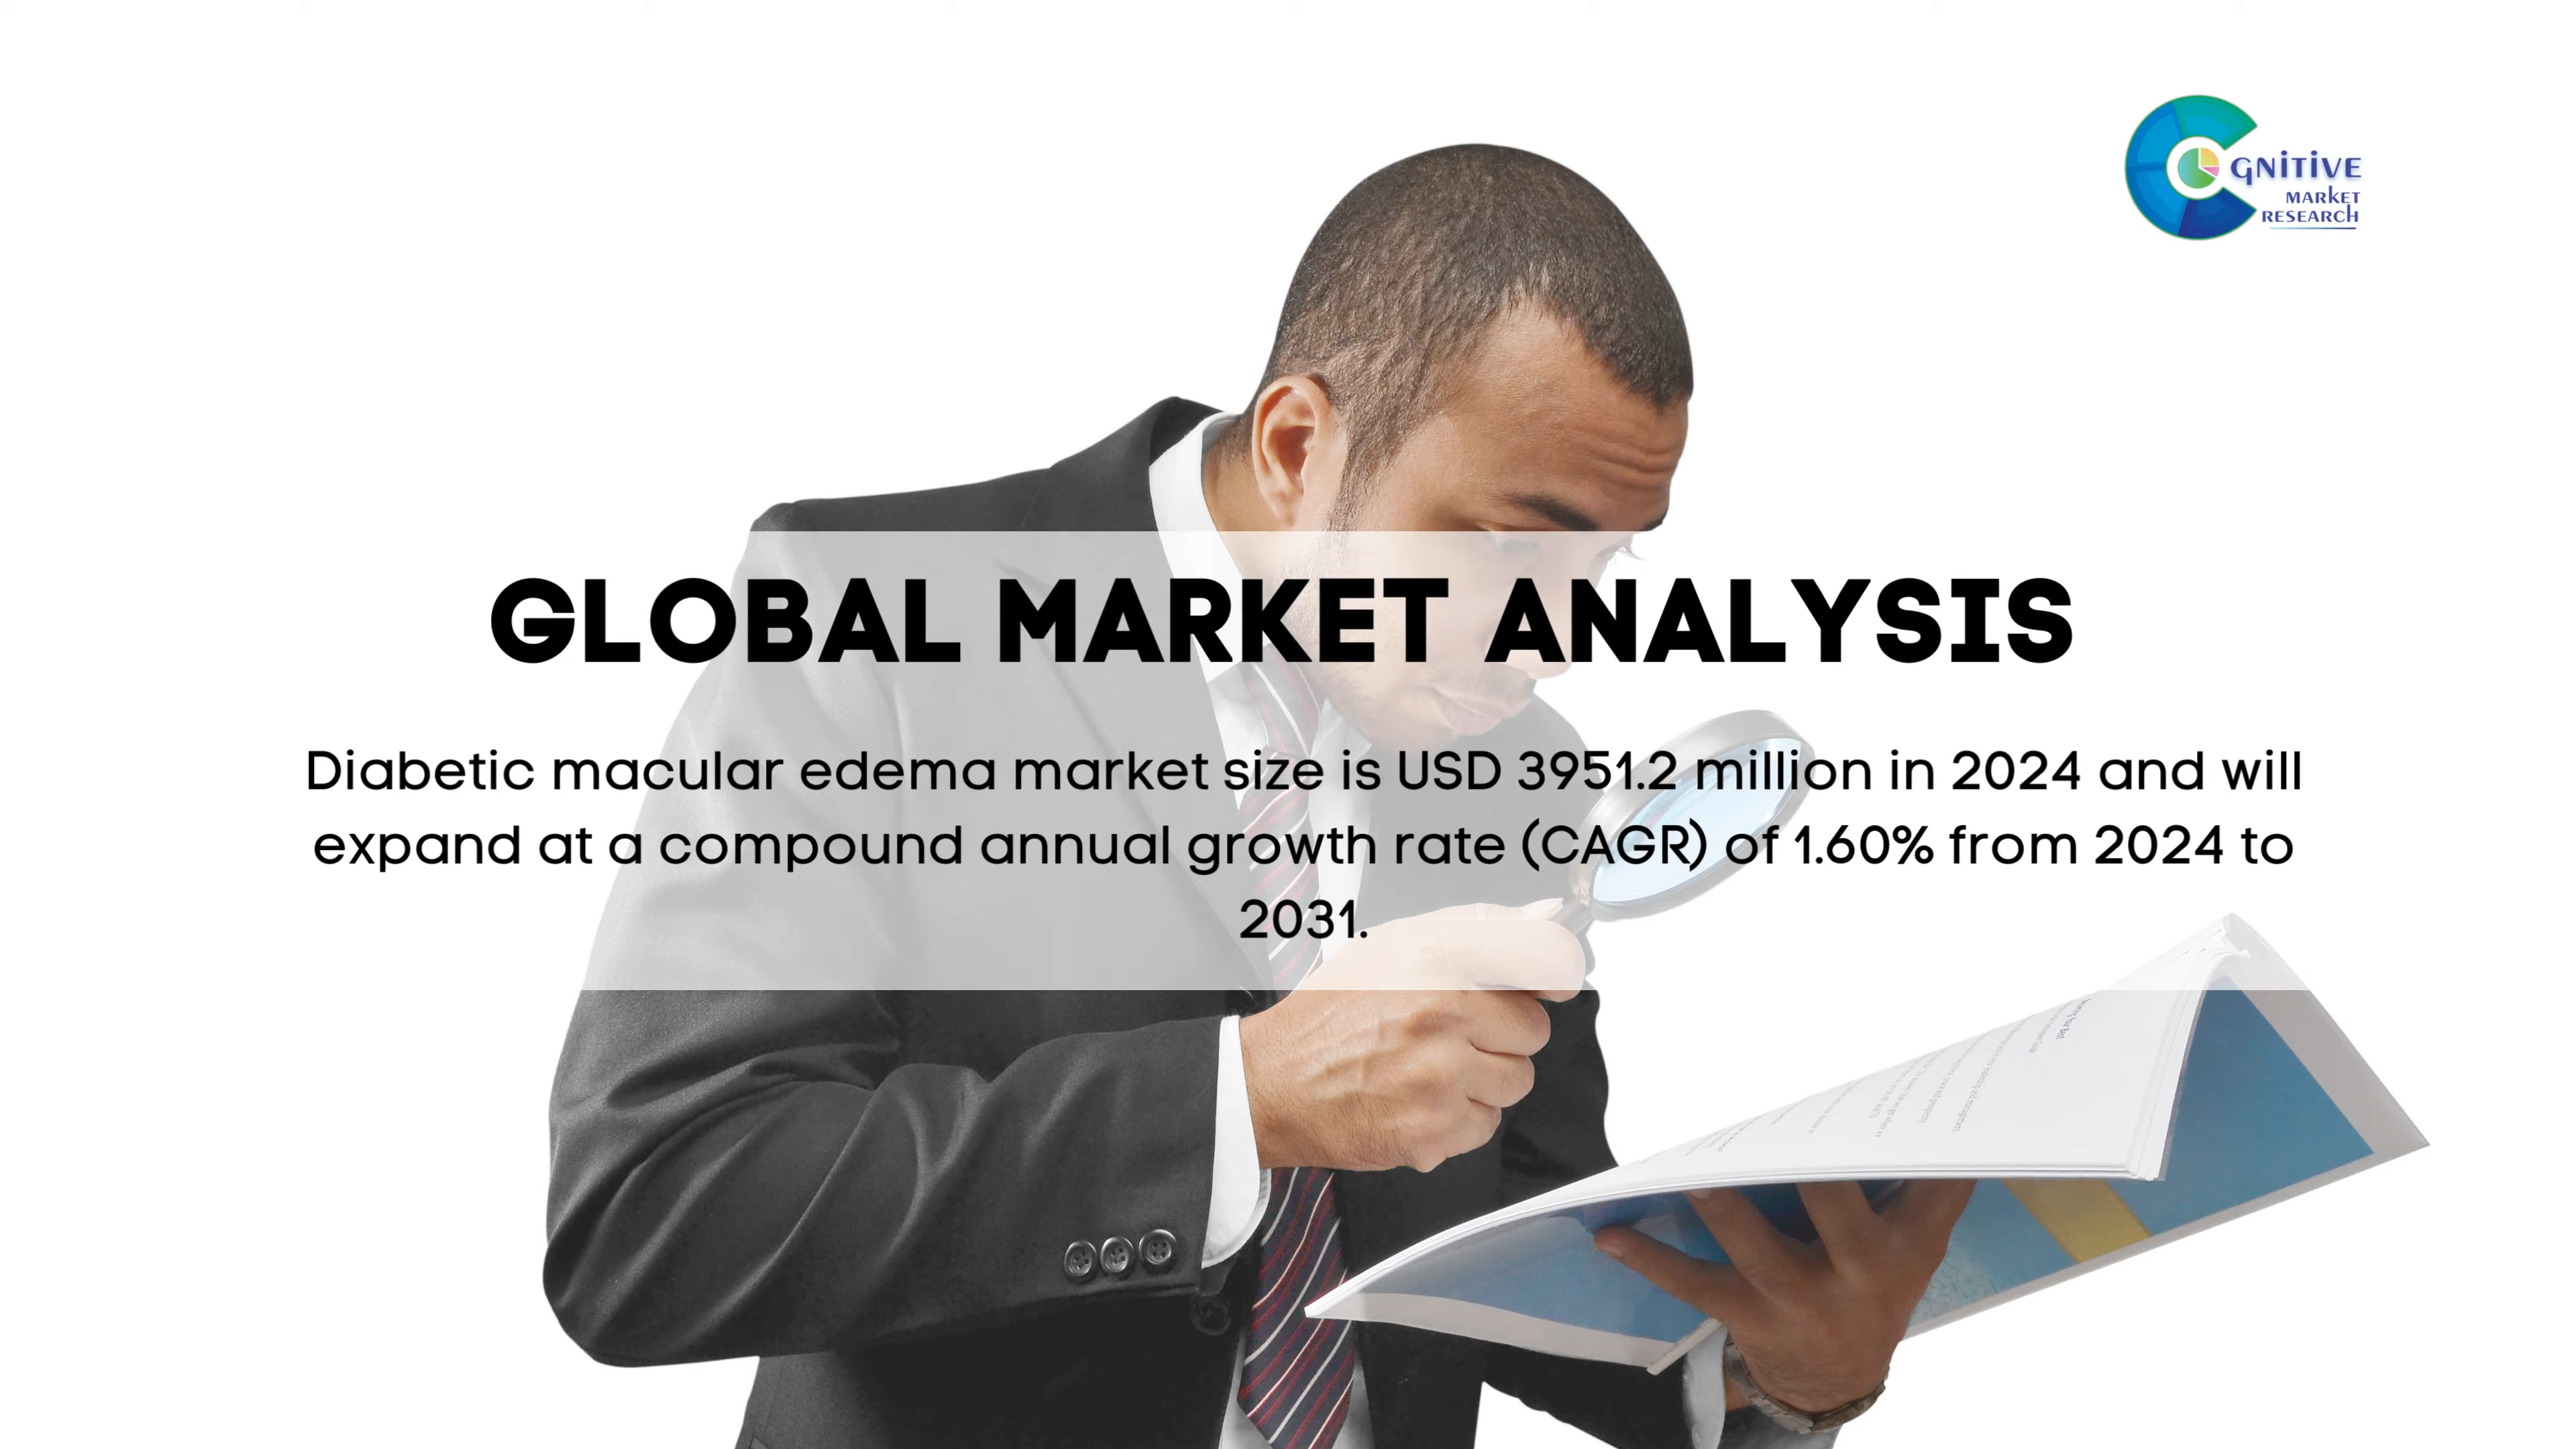 GNITIVE
MARKET
RESEARCH
GLOBAL MARKET ANALYSIS
Diabetic macular edema market size is USD 3951.2 million in 2024 and will
expand at a compound annual growth rate (CAGR) of 1.60% from 2024 to
2031.